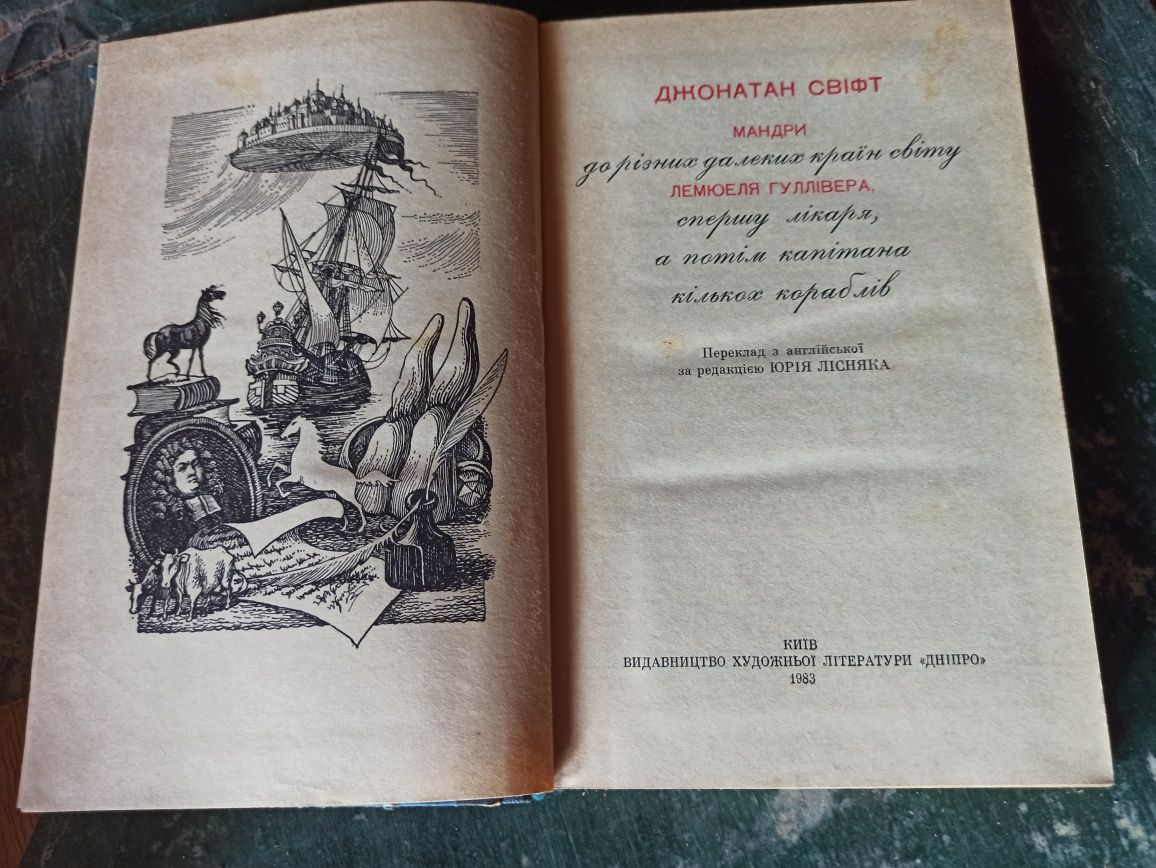 ДЖОНАТАН СВІФТ
МАНДРИ
до різних далеких країн світу
ЛЕМЮЕЛЯ ГУЛЛІВЕРА,
спершу лікаря,
а потім капітана
кількох кораблів
Переклад з англійської
за редакцією ЮРІЯ ЛІСНЯКА
КИЇВ
ВИДАВНИЦТВО ХУДОЖНЬОЇ ЛІТЕРАТУРИ «ДНІПРО»
1983